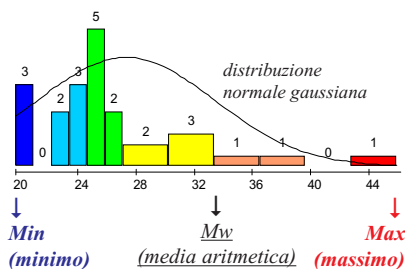 5
distribuzione
normale gaussiana
3 0 2 3 2 2 3 1 1 0 1
20 24 28 32 36 40 44
Min
(minimo)
Mw
(media aritmetica)
Max
(massimo)